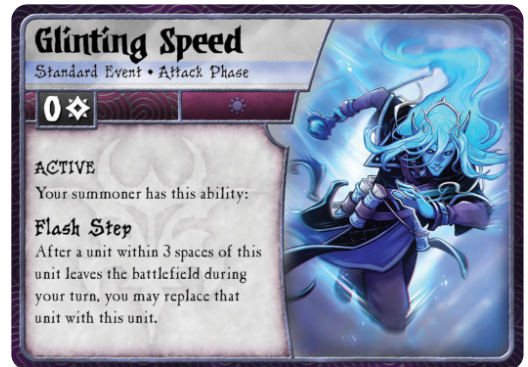 Glinting Speed
Standard Event • Attack Phase
0
ACTIVE
Your summoner has this ability:
Flash Step
After a unit within 3 spaces of this
unit leaves the battlefield during
your turn, you may replace that
unit with this unit.